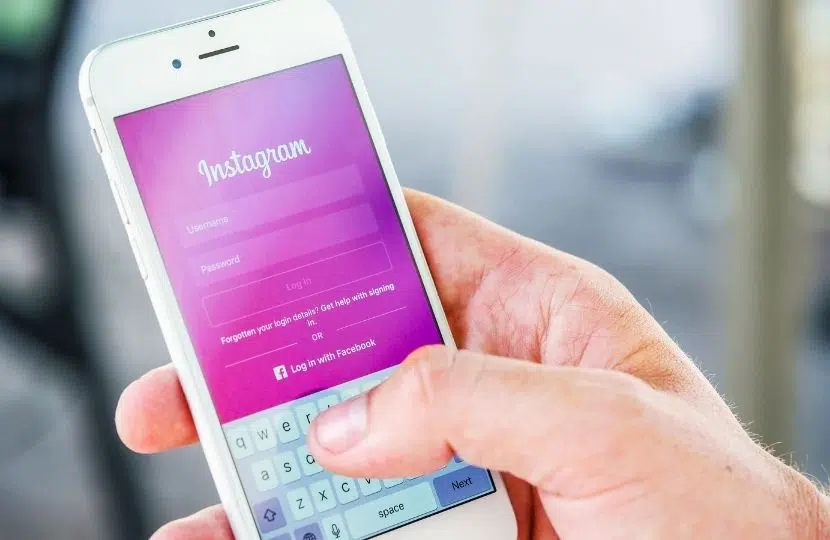 Instagram
Username
Password
Log in
Forgotten your login details? Get help with signing
in.
OR
f Log in with Facebook
q w e r
a s d
z x c v
space Next